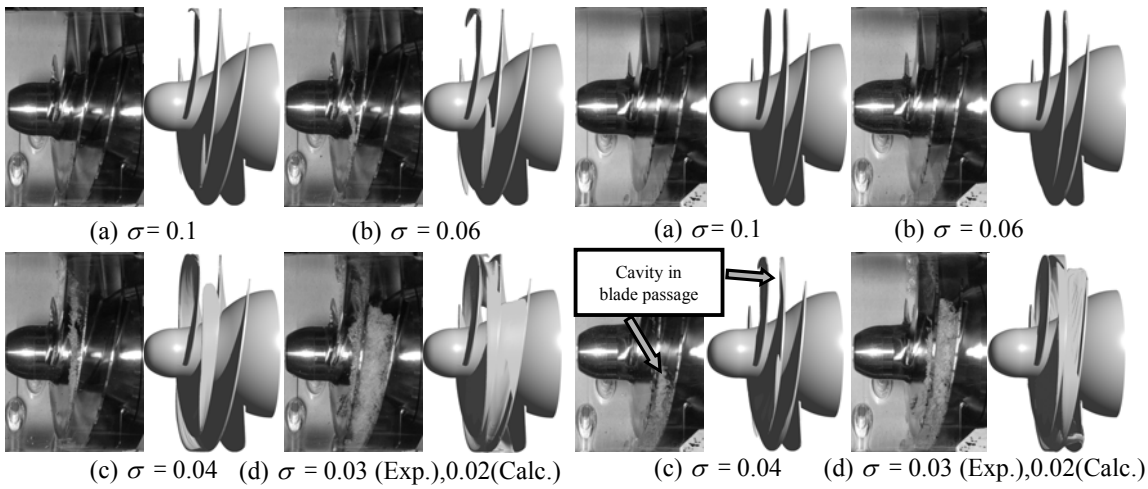 (a) σ= 0.1
(b) σ = 0.06
(a) σ= 0.1
(b) σ = 0.06
Cavity in
blade passage
(c) σ = 0.04
(d) σ = 0.03 (Exp.),0.02(Calc.)
(c) σ = 0.04
(d) σ = 0.03 (Exp.),0.02(Calc.)